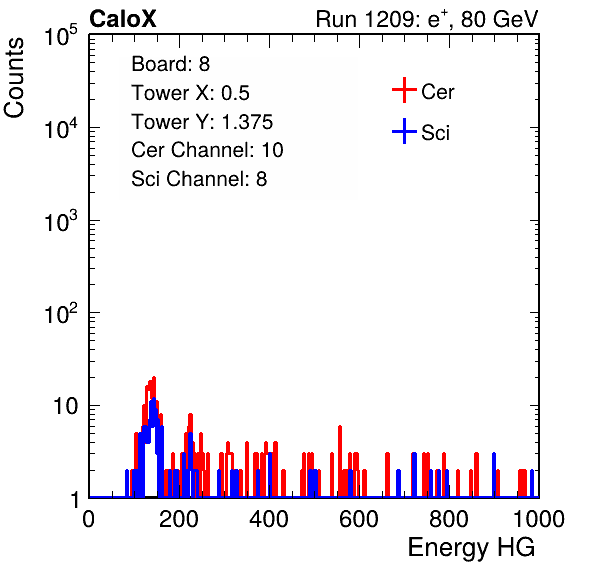 CaloX Run 1209: e⁺, 80 GeV
Counts
Board: 8
Tower X: 0.5
Tower Y: 1.375
Cer Channel: 10
Sci Channel: 8
Cer
Sci
10⁵
10⁴
10³
10²
10
1
0 200 400 600 800 1000
Energy HG